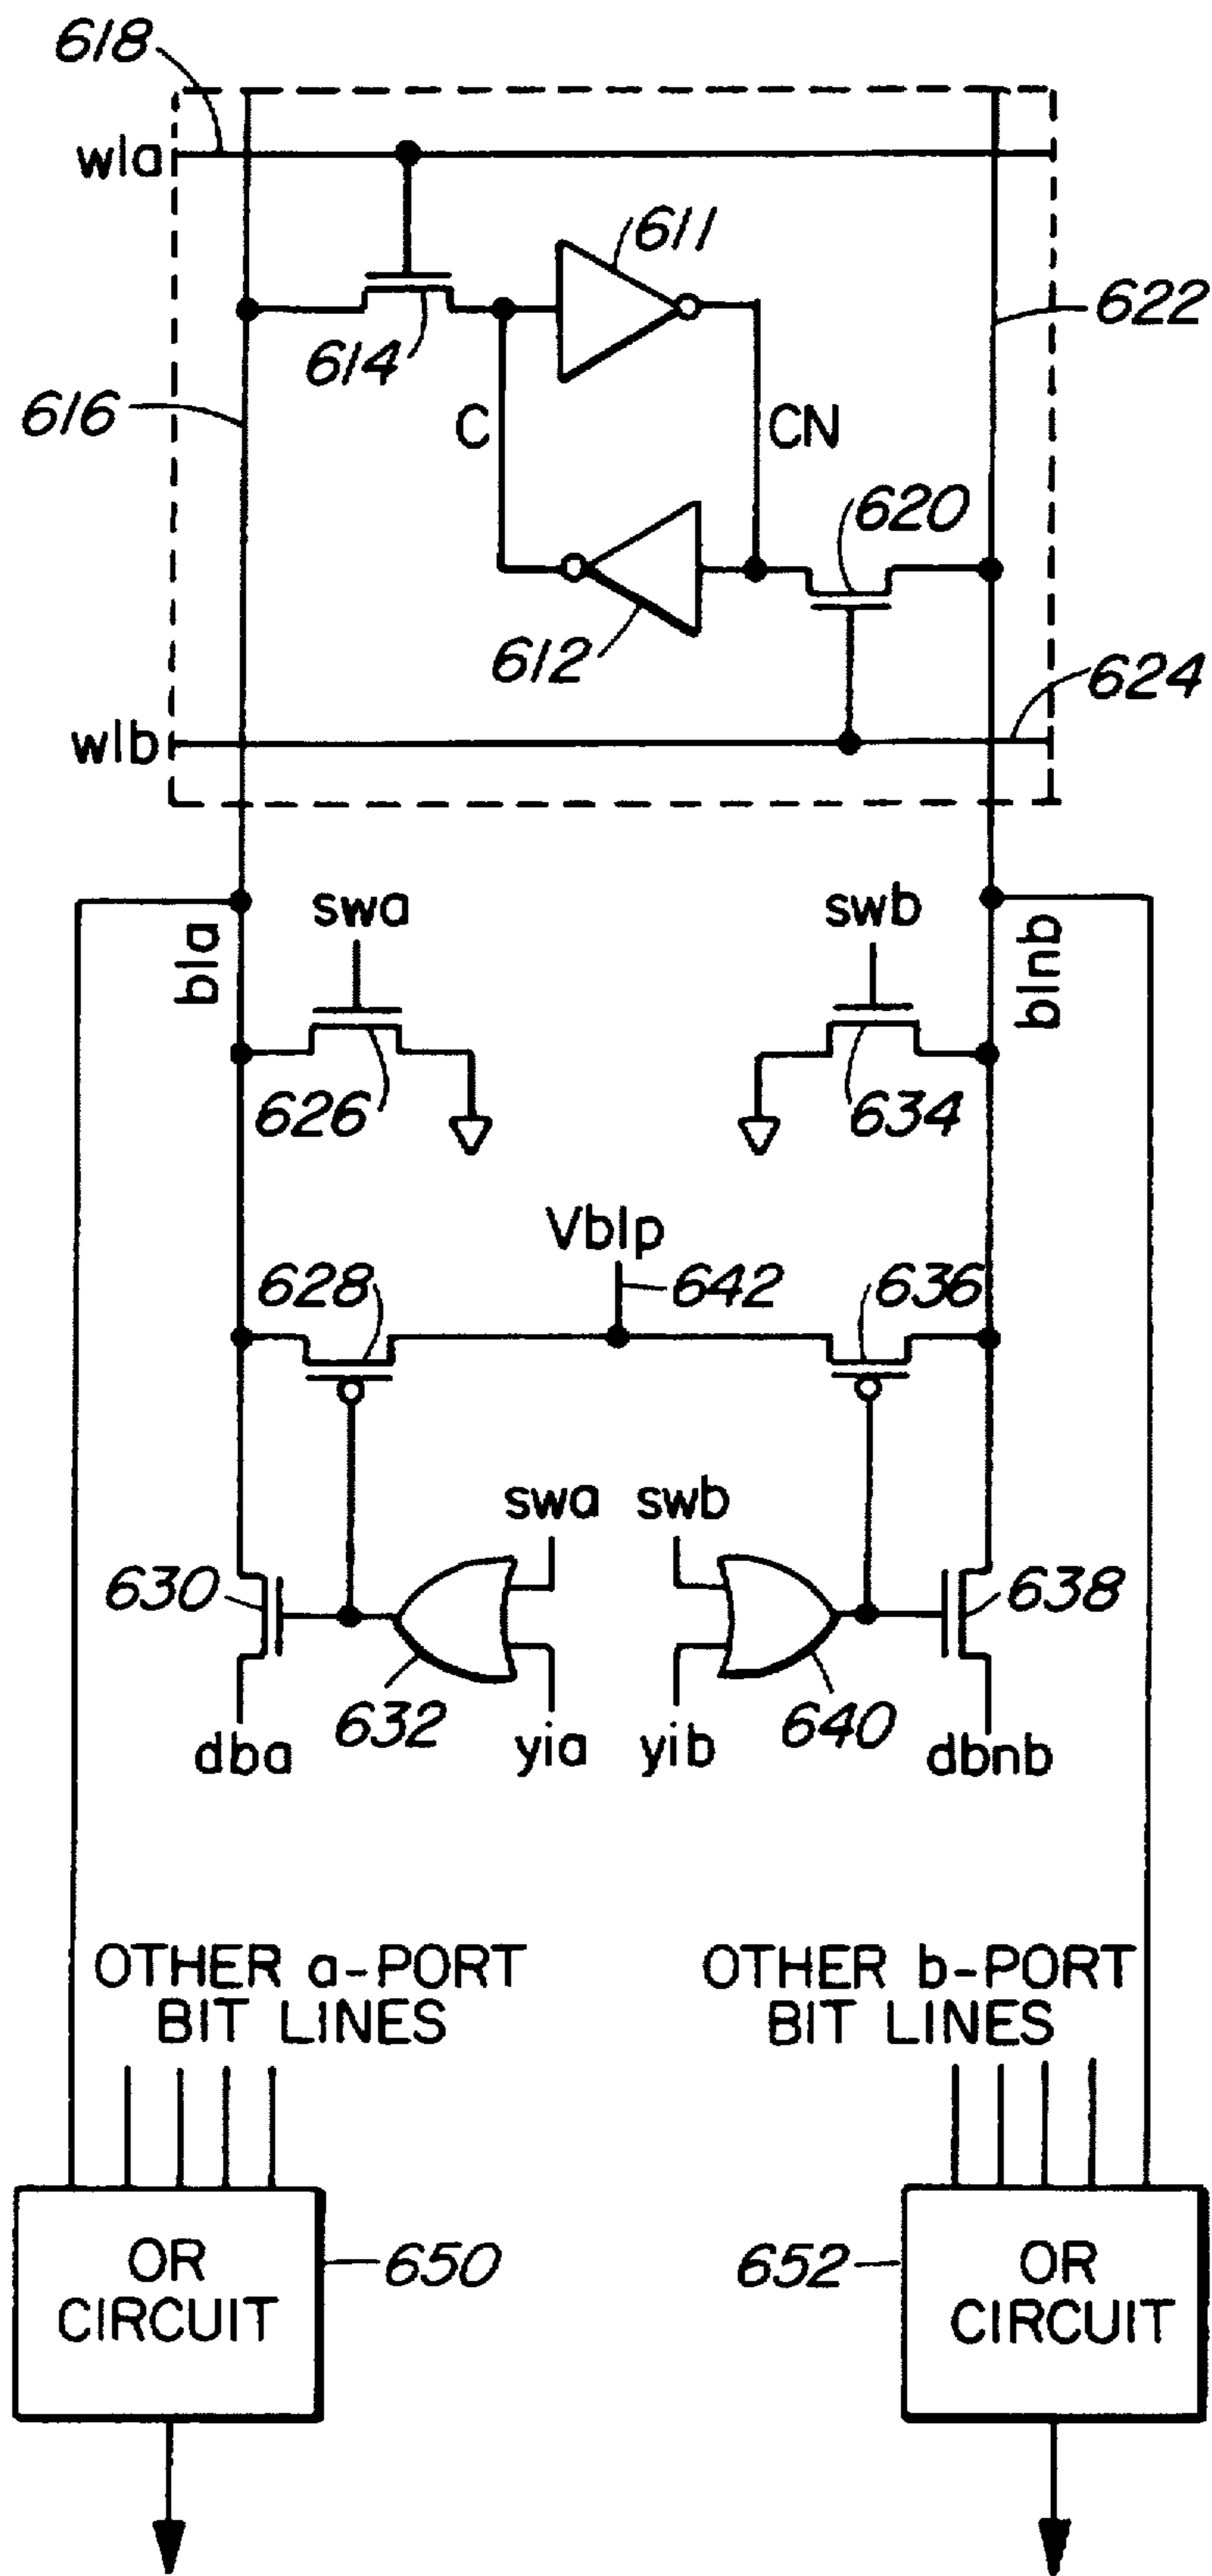 618
wla
611
614
622
616
C
CN
620
612
624
wlb
swa
swb
bla
blnb
626
634
Vblp
628
642
636
swa
swb
630
638
632
640
dba
yia
yib
dbnb
OTHER a-PORT
BIT LINES
OTHER b-PORT
BIT LINES
OR
CIRCUIT
650
652
OR
CIRCUIT